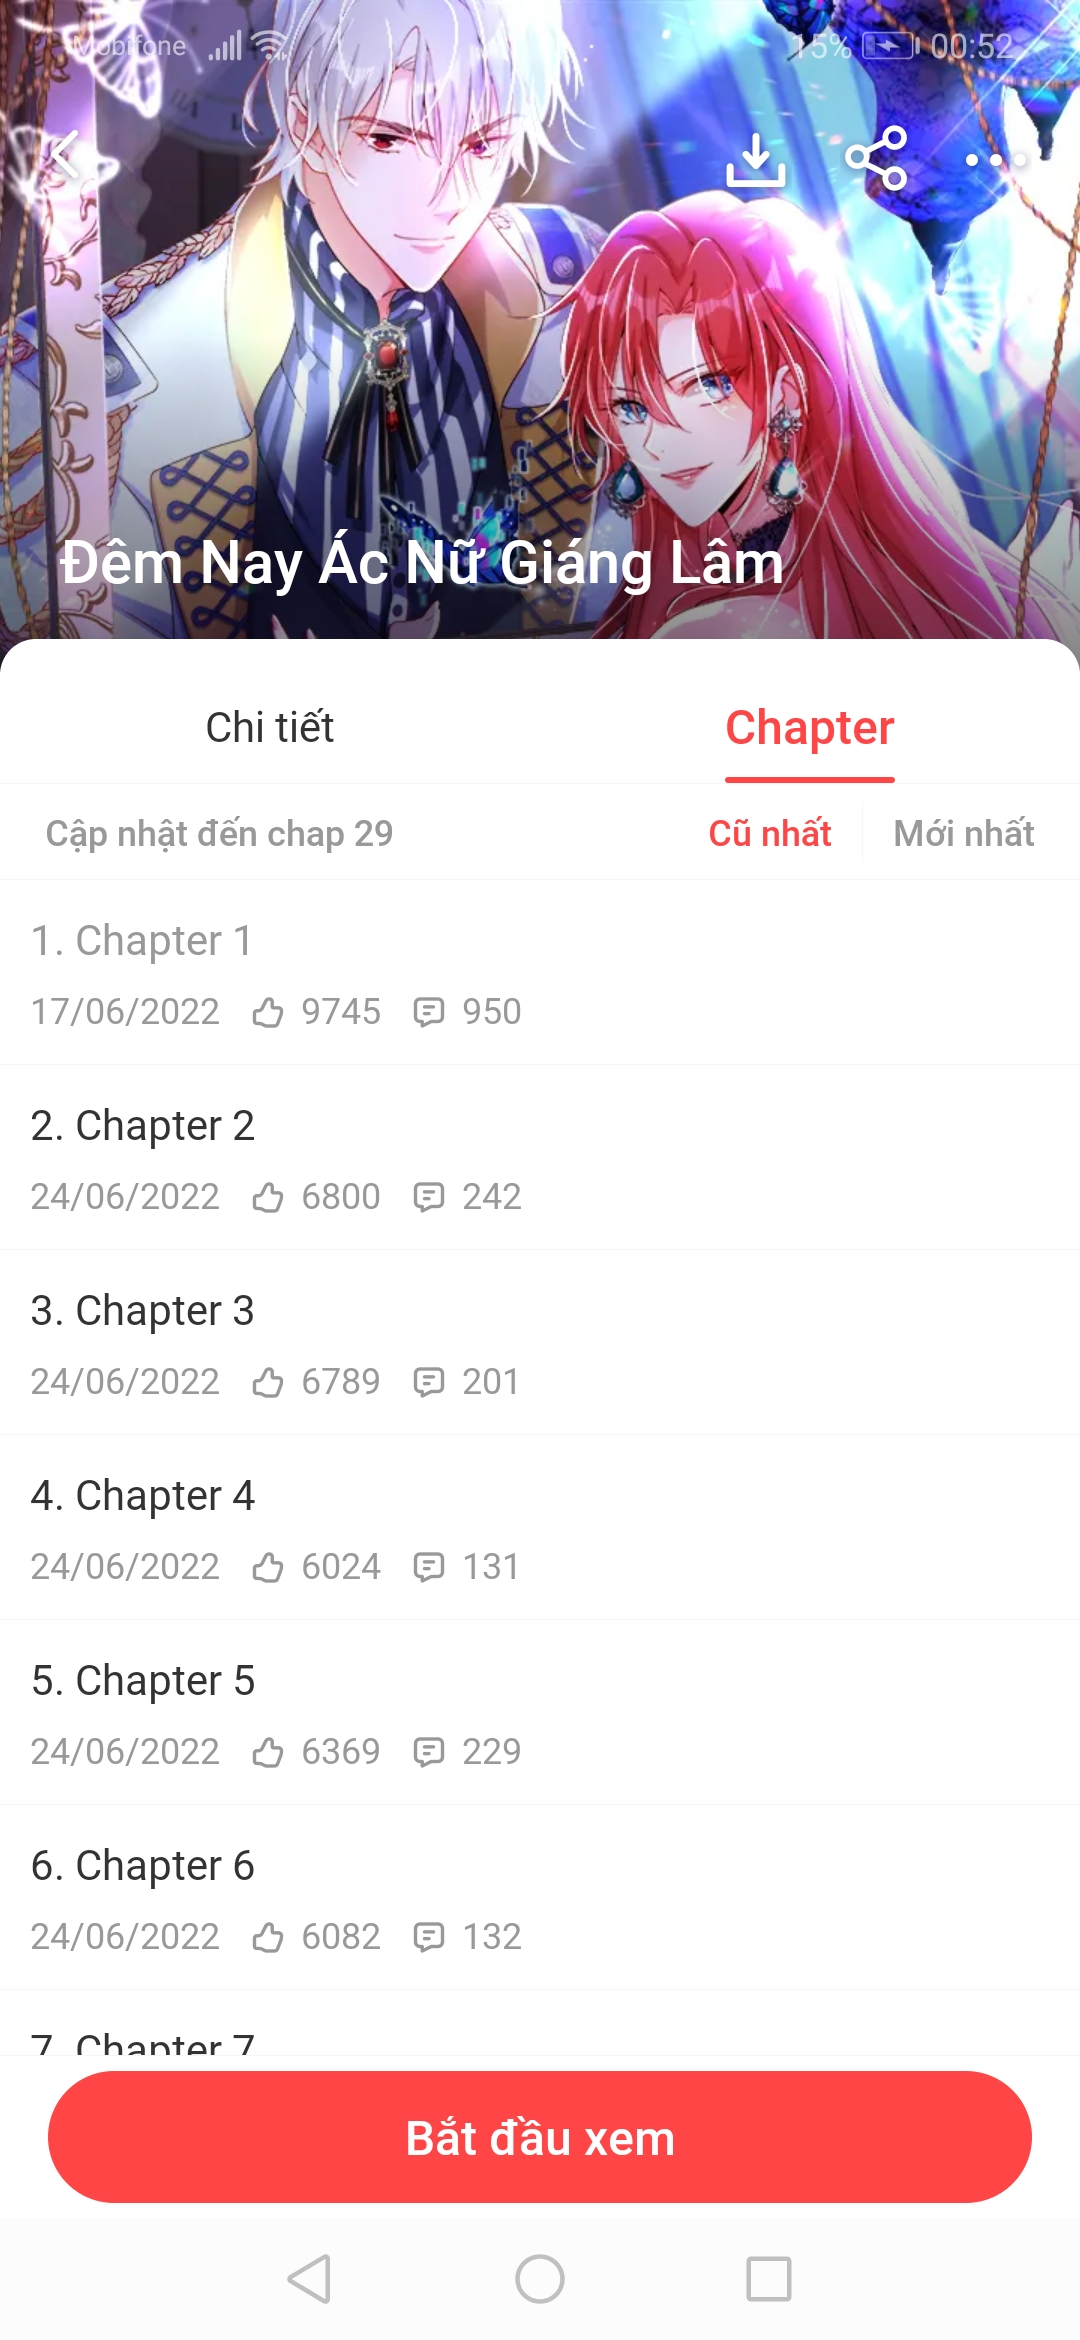 Mobifone 15% 00:52
Đêm Nay Ác Nữ Giáng Lâm
Chi tiết Chapter
Cập nhật đến chap 29 Cũ nhất Mới nhất
1. Chapter 1
17/06/2022 9745 950
2. Chapter 2
24/06/2022 6800 242
3. Chapter 3
24/06/2022 6789 201
4. Chapter 4
24/06/2022 6024 131
5. Chapter 5
24/06/2022 6369 229
6. Chapter 6
24/06/2022 6082 132
7. Chapter 7
Bắt đầu xem